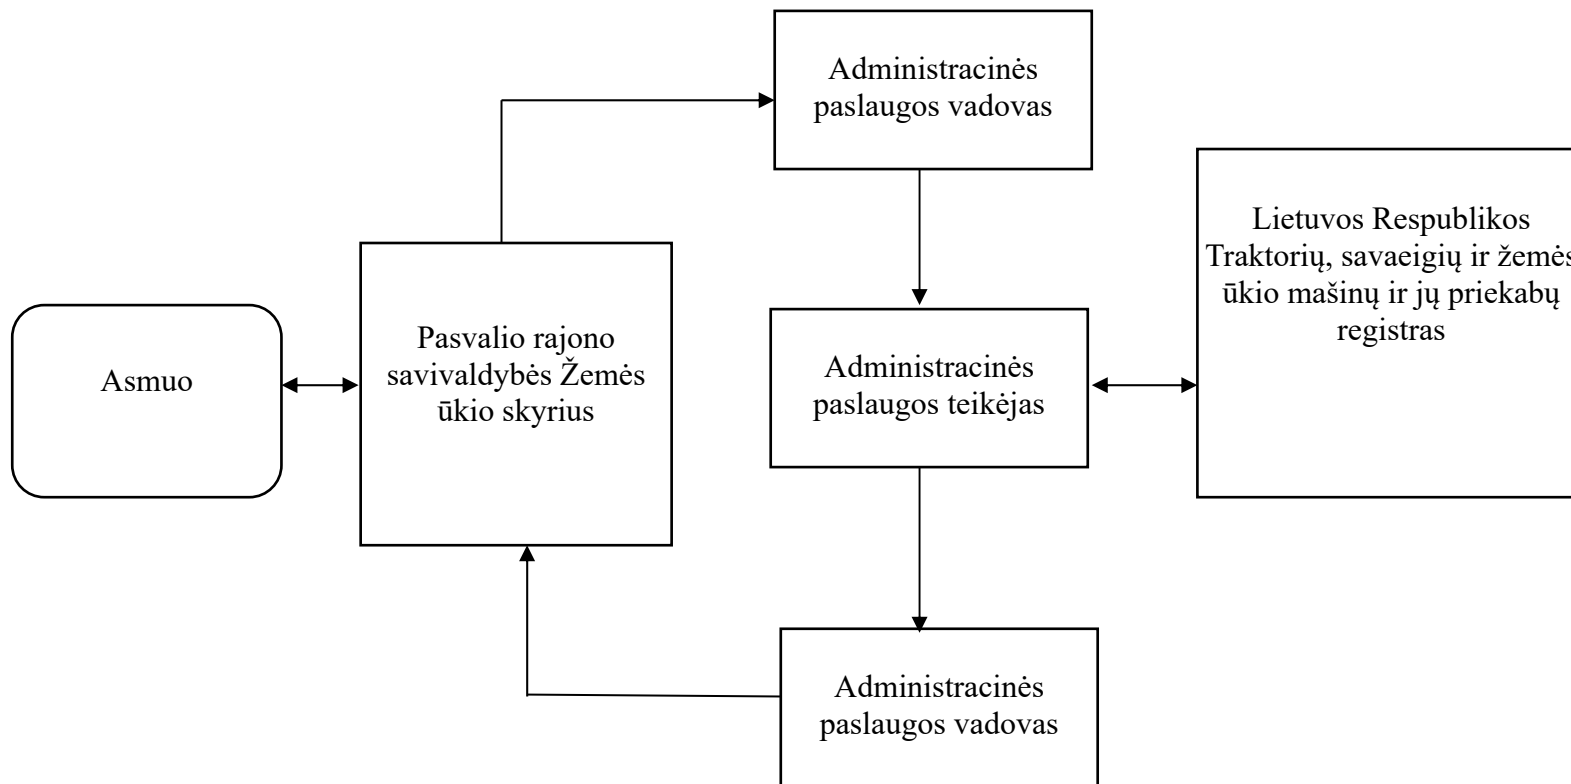 Administracinės
paslaugos vadovas
Lietuvos Respublikos
Traktorių, savaeigių ir žemės
ūkio mašinų ir jų priekabų
registras
Pasvalio rajono
savivaldybės Žemės
ūkio skyrius
Asmuo
Administracinės
paslaugos teikėjas
Administracinės
paslaugos vadovas